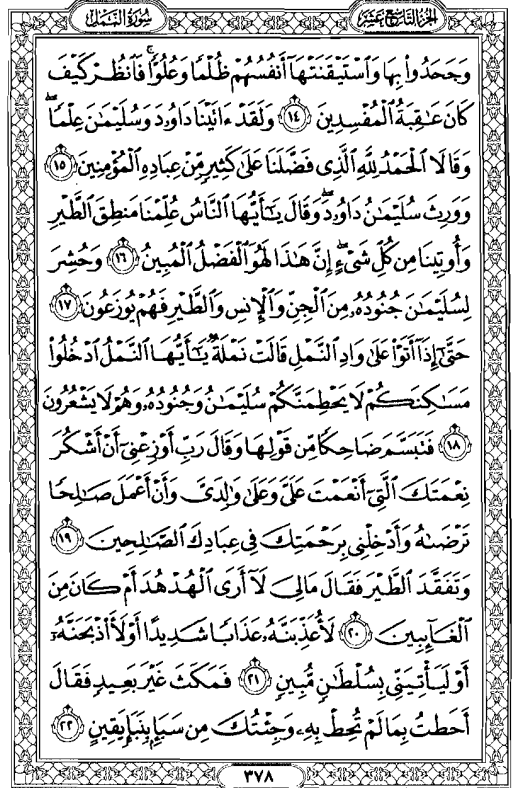 الجزء التاسع عشر
سورة النمل
وَجَحَدُوا۟ بِهَا وَٱسْتَيْقَنَتْهَآ أَنفُسُهُمْ ظُلْمًا وَعُلُوًّا ۚ فَٱنظُرْ كَيْفَ
كَانَ عَٰقِبَةُ ٱلْمُفْسِدِينَ ١٤ وَلَقَدْ ءَاتَيْنَا دَاوُۥدَ وَسُلَيْمَٰنَ عِلْمًا ۖ
وَقَالَا ٱلْحَمْدُ لِلَّهِ ٱلَّذِى فَضَّلَنَا عَلَىٰ كَثِيرٍ مِّنْ عِبَادِهِ ٱلْمُؤْمِنِينَ ١٥
وَوَرِثَ سُلَيْمَٰنُ دَاوُۥدَ ۖ وَقَالَ يَٰٓأَيُّهَا ٱلنَّاسُ عُلِّمْنَا مَنطِقَ ٱلطَّيْرِ
وَأُوتِينَا مِن كُلِّ شَىْءٍ ۖ إِنَّ هَٰذَا لَهُوَ ٱلْفَضْلُ ٱلْمُبِينُ ١٦ وَحُشِرَ
لِسُلَيْمَٰنَ جُنُودُهُۥ مِنَ ٱلْجِنِّ وَٱلْإِنسِ وَٱلطَّيْرِ فَهُمْ يُوزَعُونَ ١٧
حَتَّىٰٓ إِذَآ أَتَوْا۟ عَلَىٰ وَادِ ٱلنَّمْلِ قَالَتْ نَمْلَةٌ يَٰٓأَيُّهَا ٱلنَّمْلُ ٱدْخُلُوا۟
مَسَٰكِنَكُمْ لَا يَحْطِمَنَّكُمْ سُلَيْمَٰنُ وَجُنُودُهُۥ وَهُمْ لَا يَشْعُرُونَ
١٨ فَتَبَسَّمَ ضَاحِكًا مِّن قَوْلِهَا وَقَالَ رَبِّ أَوْزِعْنِىٓ أَنْ أَشْكُرَ
نِعْمَتَكَ ٱلَّتِىٓ أَنْعَمْتَ عَلَىَّ وَعَلَىٰ وَٰلِدَىَّ وَأَنْ أَعْمَلَ صَٰلِحًا
تَرْضَىٰهُ وَأَدْخِلْنِى بِرَحْمَتِكَ فِى عِبَادِكَ ٱلصَّٰلِحِينَ ١٩
وَتَفَقَّدَ ٱلطَّيْرَ فَقَالَ مَالِىَ لَآ أَرَى ٱلْهُدْهُدَ أَمْ كَانَ مِنَ
ٱلْغَآئِبِينَ ٢٠ لَأُعَذِّبَنَّهُۥ عَذَابًا شَدِيدًا أَوْ لَأَا۟ذْبَحَنَّهُۥٓ
أَوْ لَيَأْتِيَنِّى بِسُلْطَٰنٍ مُّبِينٍ ٢١ فَمَكَثَ غَيْرَ بَعِيدٍ فَقَالَ
أَحَطتُ بِمَا لَمْ تُحِطْ بِهِۦ وَجِئْتُكَ مِن سَبَإٍۭ بِنَبَإٍ يَقِينٍ ٢٢
٣٧٨